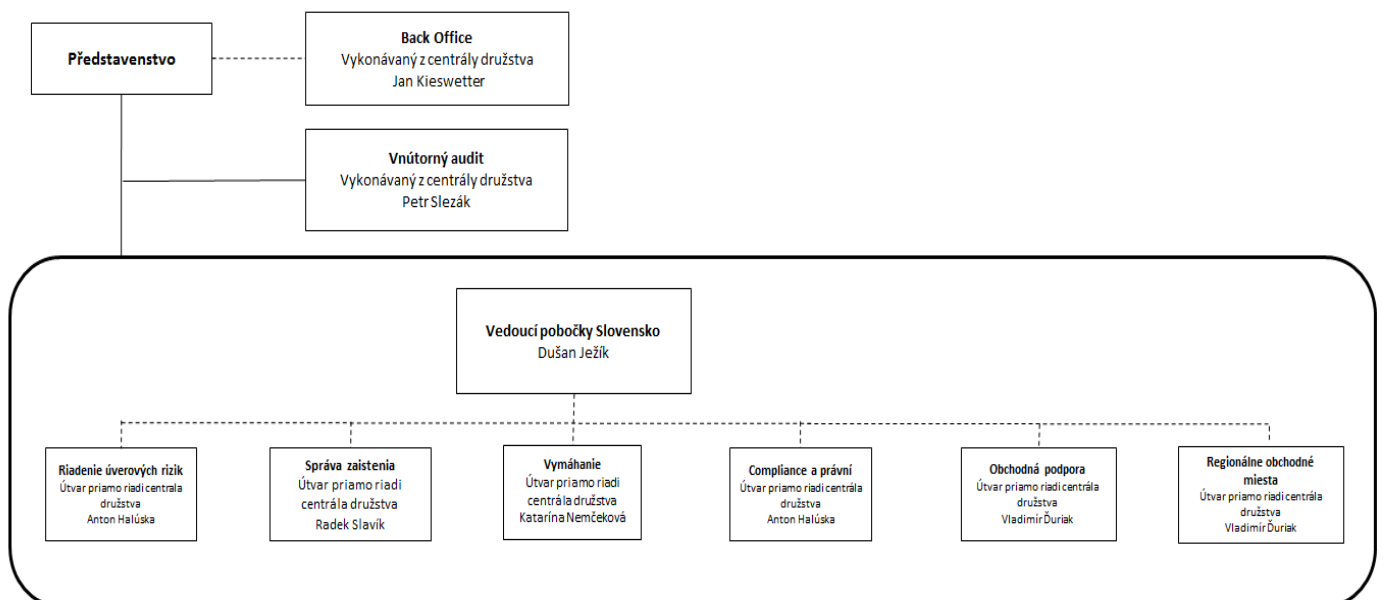 Představenstvo
Back Office
Vykonávaný z centrály družstva
Jan Kieswetter
Vnútorný audit
Vykonávaný z centrály družstva
Petr Slezák
Vedoucí pobočky Slovensko
Dušan Ježík
Riadenie úverových rizik
Útvar priamo riadi centrala
družstva
Anton Halúska
Správa zaistenia
Útvar priamo riadi
centrála družstva
Radek Slavík
Vymáhanie
Útvar priamo riadi
centrála družstva
Katarína Nemčeková
Compliance a právní
Útvar priamo riadi centrála
družstva
Anton Halúska
Obchodná podpora
Útvar priamo riadi centrála
družstva
Vladimír Ďuriak
Regionálne obchodné
miesta
Útvar priamo riadi centrála
družstva
Vladimír Ďuriak